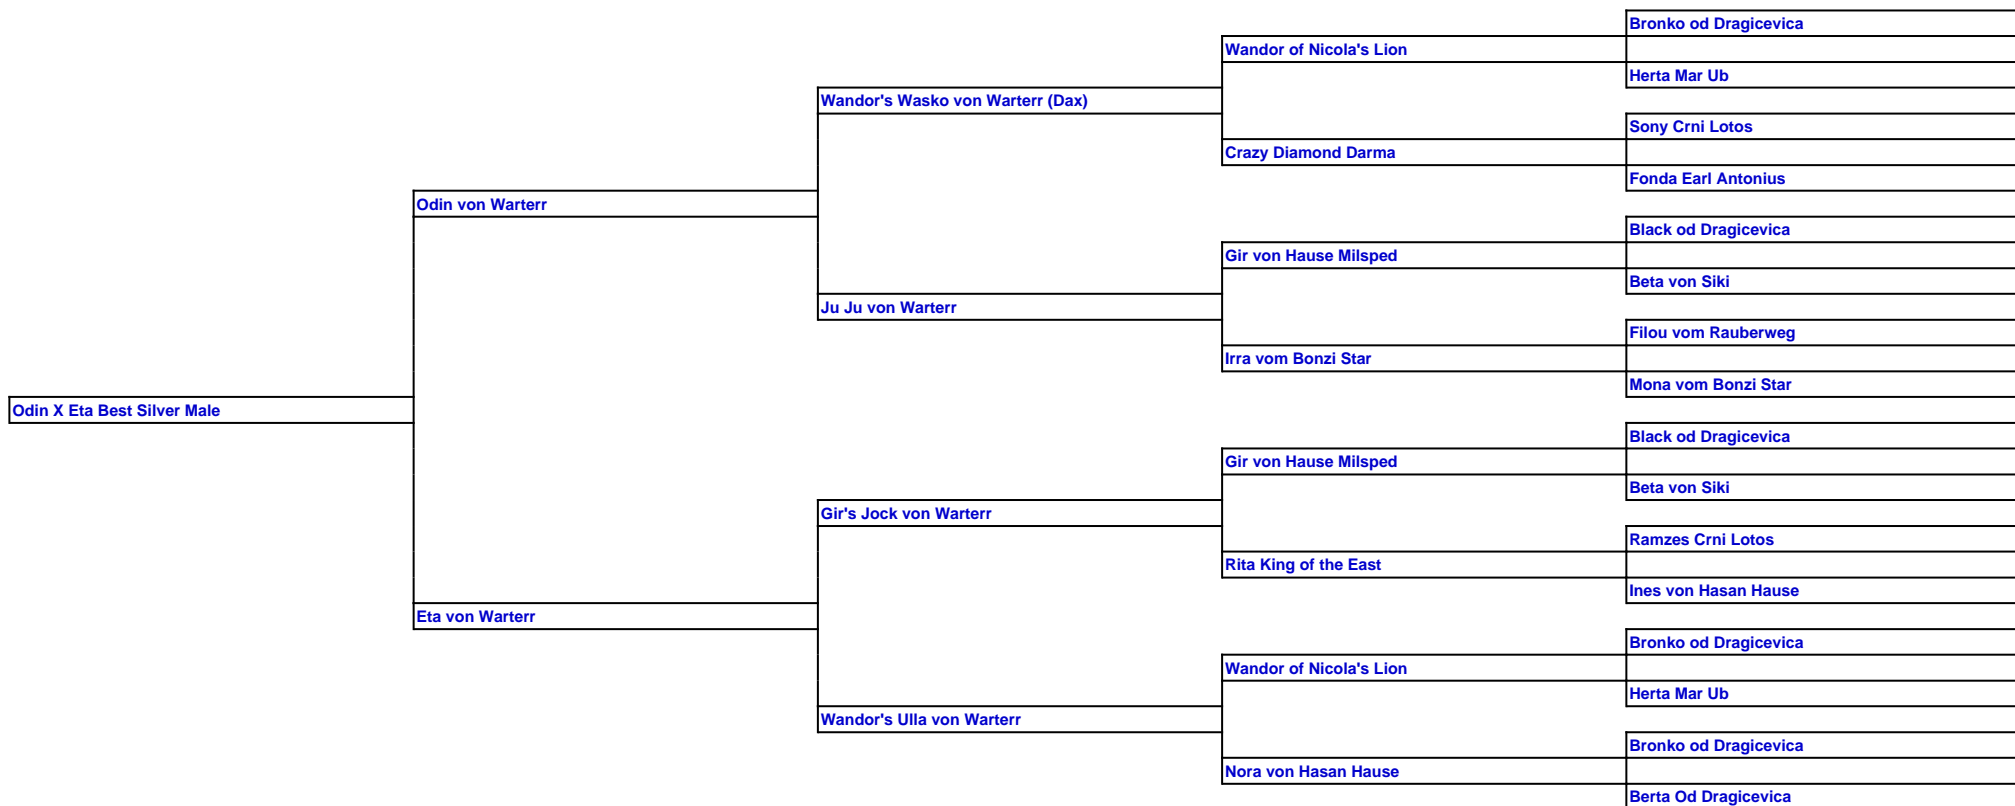 Bronko od Dragicevica
Wandor of Nicola's Lion
Herta Mar Ub
Wandor's Wasko von Warterr (Dax)
Sony Crni Lotos
Crazy Diamond Darma
Fonda Earl Antonius
Odin von Warterr
Black od Dragicevica
Gir von Hause Milsped
Beta von Siki
Ju Ju von Warterr
Filou vom Rauberweg
Irra vom Bonzi Star
Mona vom Bonzi Star
Odin X Eta Best Silver Male
Black od Dragicevica
Gir von Hause Milsped
Beta von Siki
Gir's Jock von Warterr
Ramzes Crni Lotos
Rita King of the East
Ines von Hasan Hause
Eta von Warterr
Bronko od Dragicevica
Wandor of Nicola's Lion
Herta Mar Ub
Wandor's Ulla von Warterr
Bronko od Dragicevica
Nora von Hasan Hause
Berta Od Dragicevica